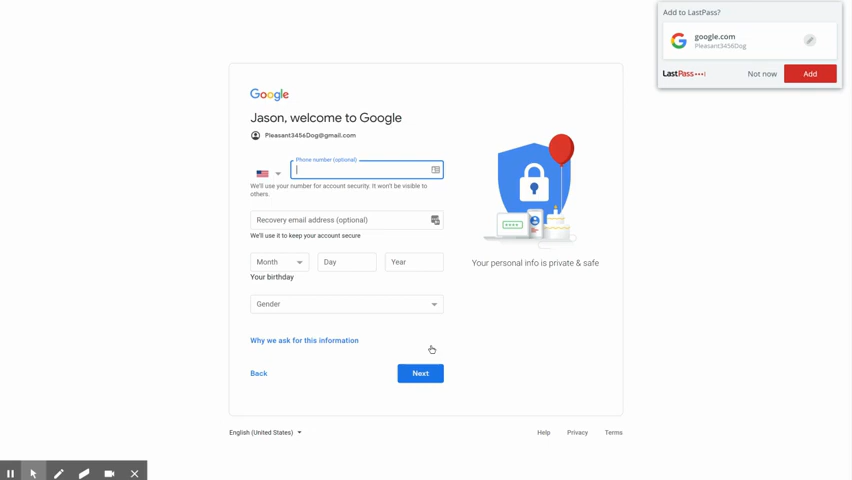 Add to LastPass?
google.com
Pleasant3456Dog
LastPass
Not now
Add
Google
Jason, welcome to Google
Pleasant3456Dog@gmail.com
Phone number (optional)
We'll use your number for account security. It won't be visible to
others.
Recovery email address (optional)
We'll use it to keep your account secure
Month Day Year
Your birthday
Gender
Your personal info is private & safe
Why we ask for this information
Back Next
English (United States) Help Privacy Terms